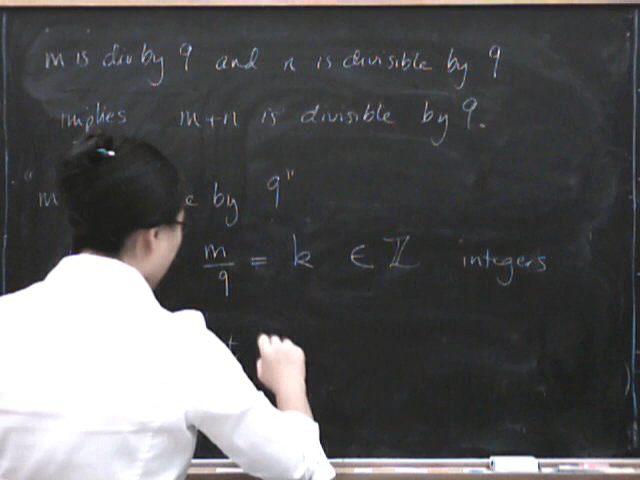 m is div by 9 and n is divisible by 9
implies m+n is divisible by 9.
"m by 9"
m/9 = k ∈ ℤ integers